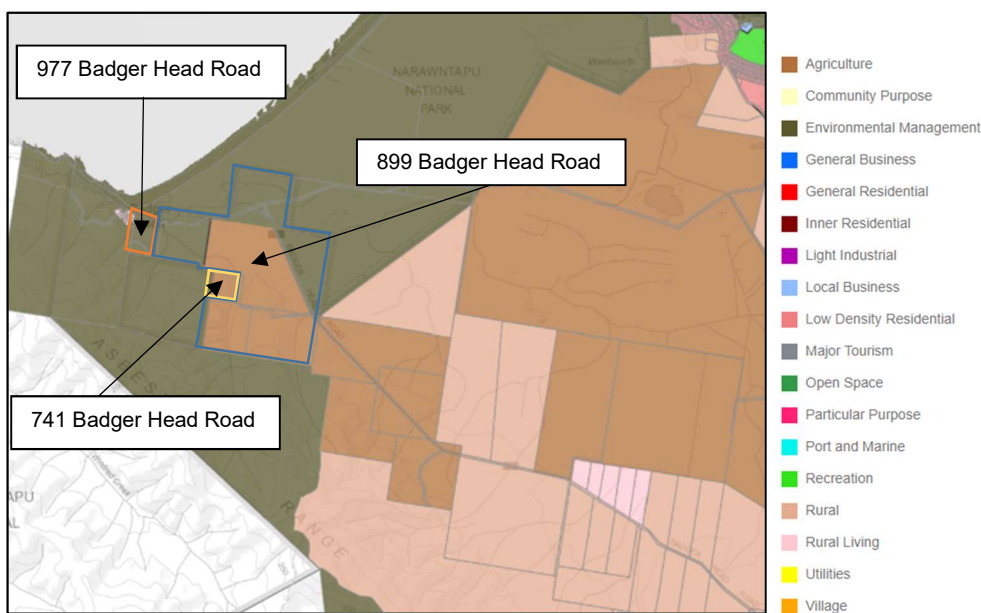 977 Badger Head Road
NARAWNTAPU
NATIONAL
PARK
899 Badger Head Road
ROAD
741 Badger Head Road
RANGE
Agriculture
Community Purpose
Environmental Management
General Business
General Residential
Inner Residential
Light Industrial
Local Business
Low Density Residential
Major Tourism
Open Space
Particular Purpose
Port and Marine
Recreation
Rural
Rural Living
Utilities
Village